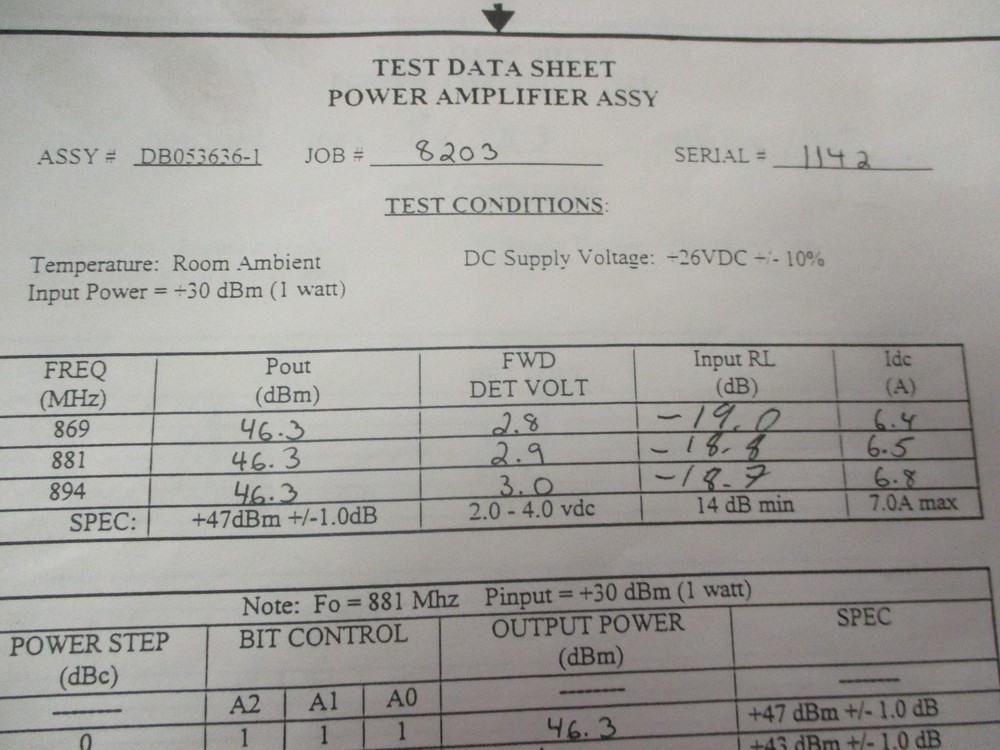 TEST DATA SHEET
POWER AMPLIFIER ASSY
ASSY # DB053636-1 JOB # 8203 SERIAL # 1142
TEST CONDITIONS:
Temperature: Room Ambient DC Supply Voltage: +26VDC +/- 10%
Input Power = +30 dBm (1 watt)
FREQ (MHz) Pout (dBm) FWD DET VOLT Input RL (dB) Idc (A)
869 46.3 2.8 -19.0 6.4
881 46.3 2.9 -18.8 6.5
894 46.3 3.0 -18.7 6.8
SPEC: +47dBm +/-1.0dB 2.0 - 4.0 vdc 14 dB min 7.0A max
Note: Fo = 881 Mhz Pinput = +30 dBm (1 watt)
POWER STEP (dBc) BIT CONTROL OUTPUT POWER (dBm) SPEC
-------- A2 A1 A0 -------- --------
0 1 1 1 46.3 +47 dBm +/- 1.0 dB
+43 dBm +/- 1.0 dB